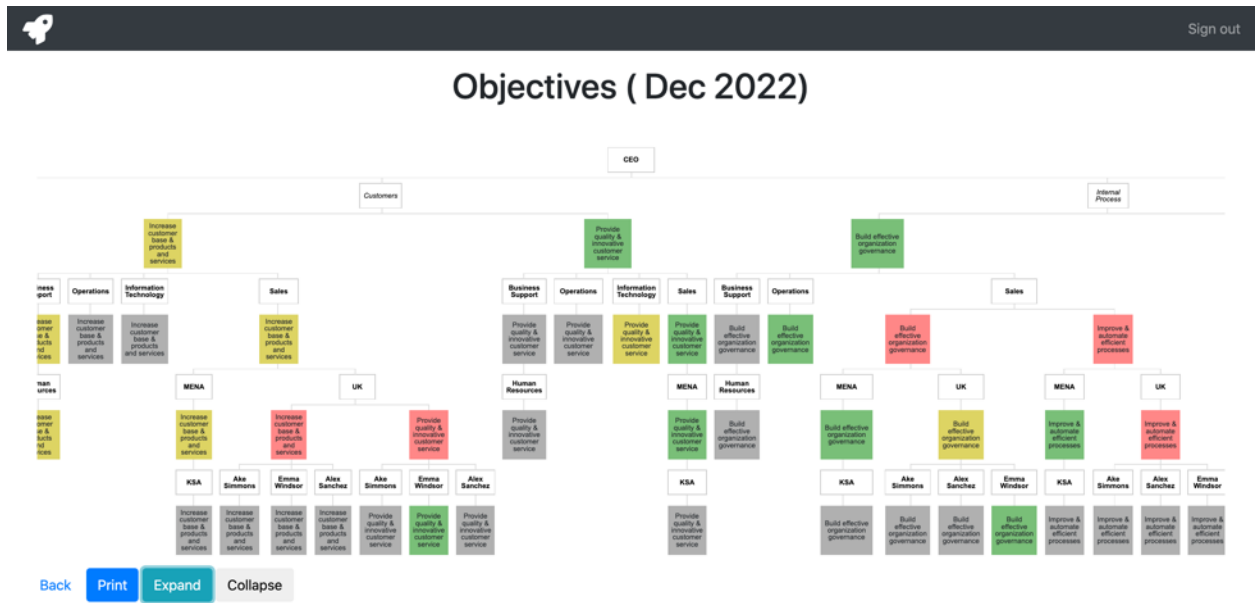 Sign out
Objectives ( Dec 2022)
CEO
Customers
Internal
Process
Increase
customer
base &
products
and
services
Provide
quality &
innovative
customer
service
Build effective
organization
governance
Operations
Information
Technology
Sales
Business
Support
Operations
Information
Technology
Sales
Business
Support
Operations
Sales
Increase
customer
base &
products
and
services
Increase
customer
base &
products
and services
Increase
customer
base &
products
and
services
Provide
quality &
innovative
customer
service
Provide
quality &
innovative
customer
service
Provide
quality &
innovative
customer
service
Provide
quality &
innovative
customer
service
Build
effective
organization
governance
Build
effective
organization
governance
Build
effective
organization
governance
Improve &
automate
efficient
processes
MENA
UK
Human
Resources
MENA
Human
Resources
MENA
UK
MENA
UK
Increase
customer
base &
products
and
services
Increase
customer
base &
products
and
services
Provide
quality &
innovative
customer
service
Provide
quality &
innovative
customer
service
Provide
quality &
innovative
customer
service
Build
effective
organization
governance
Build effective
organization
governance
Build
effective
organization
governance
Improve &
automate
efficient
processes
Improve &
automate
efficient
processes
KSA
Ake
Simmons
Emma
Windsor
Alex
Sanchez
Ake
Simmons
Emma
Windsor
Alex
Sanchez
KSA
KSA
Ake
Simmons
Alex
Sanchez
Emma
Windsor
KSA
Ake
Simmons
Alex
Sanchez
Emma
Windsor
Increase
customer
base &
products
and
services
Increase
customer
base &
products
and
services
Increase
customer
base &
products
and
services
Increase
customer
base &
products
and
services
Provide
quality &
innovative
customer
service
Provide
quality &
innovative
customer
service
Provide
quality &
innovative
customer
service
Provide
quality &
innovative
customer
service
Build effective
organization
governance
Build
effective
organization
governance
Build
effective
organization
governance
Build
effective
organization
governance
Improve &
automate
efficient
processes
Improve &
automate
efficient
processes
Improve &
automate
efficient
processes
Improve &
automate
efficient
processes
Back
Print
Expand
Collapse